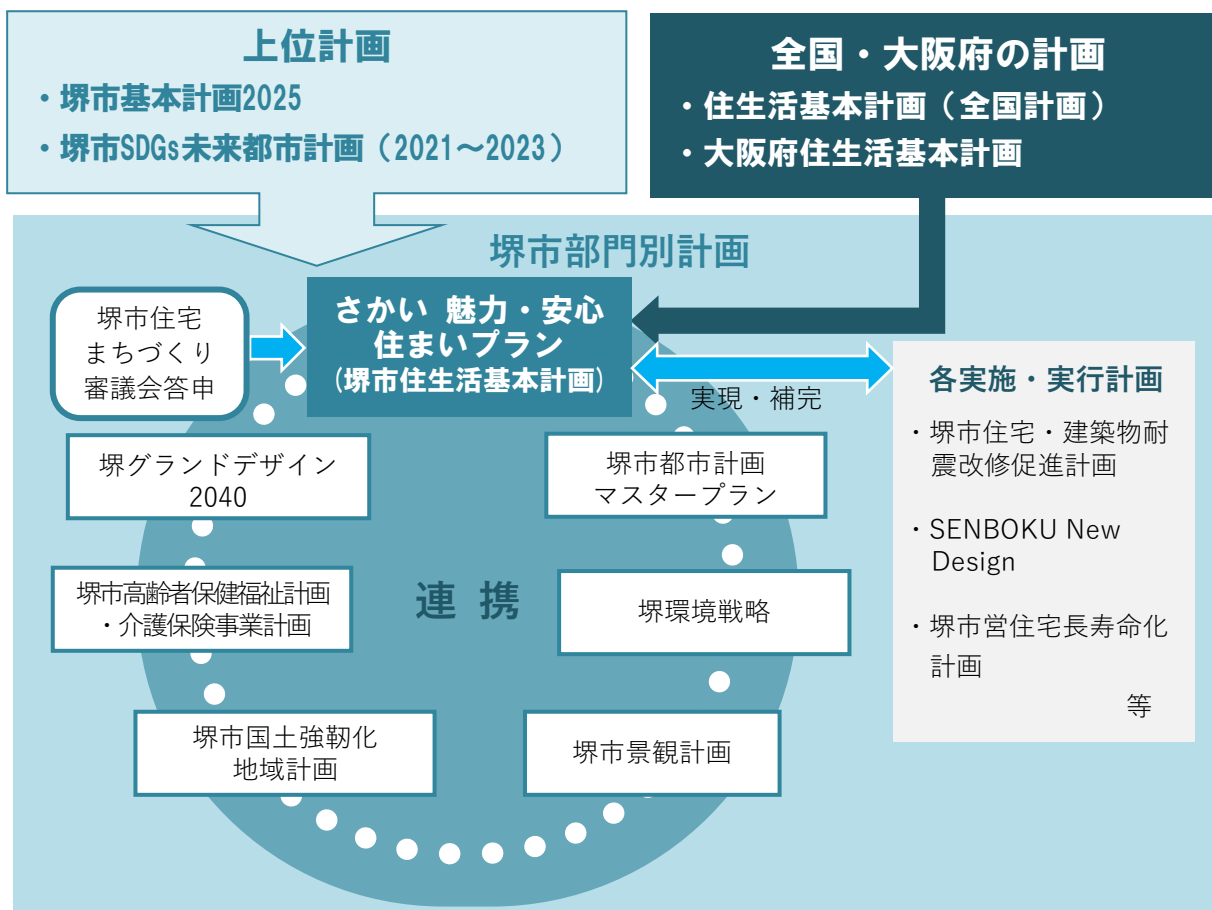 上位計画
・堺市基本計画2025
・堺市SDGs未来都市計画（2021～2023）
全国・大阪府の計画
・住生活基本計画（全国計画）
・大阪府住生活基本計画
堺市部門別計画
堺市住宅
まちづくり
審議会答申
さかい 魅力・安心
住まいプラン
(堺市住生活基本計画)
実現・補完
各実施・実行計画
・堺市住宅・建築物耐
震改修促進計画
・SENBOKU New
Design
・堺市営住宅長寿命化
計画
等
堺グランドデザイン
2040
堺市都市計画
マスタープラン
堺市高齢者保健福祉計画
・介護保険事業計画
連 携
堺環境戦略
堺市国土強靭化
地域計画
堺市景観計画